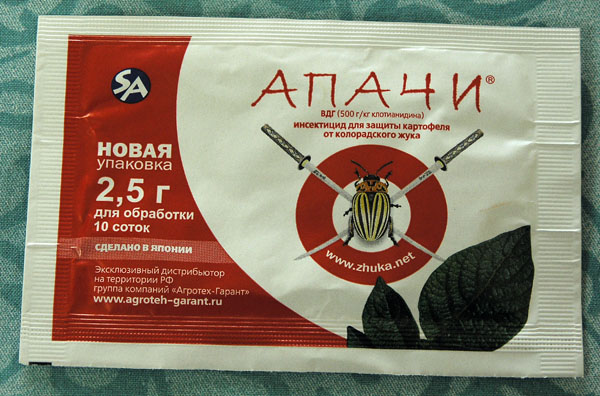 SA
АПАЧИ®
ВДГ (500 г/кг клотианидина)
инсектицид для защиты картофеля
от колорадского жука
НОВАЯ
упаковка
2,5 г
для обработки
10 соток
СДЕЛАНО В ЯПОНИИ
Эксклюзивный дистрибьютор
на территории РФ
группа компаний «Агротех-Гарант»
www.agroteh-garant.ru
www.zhuka.net